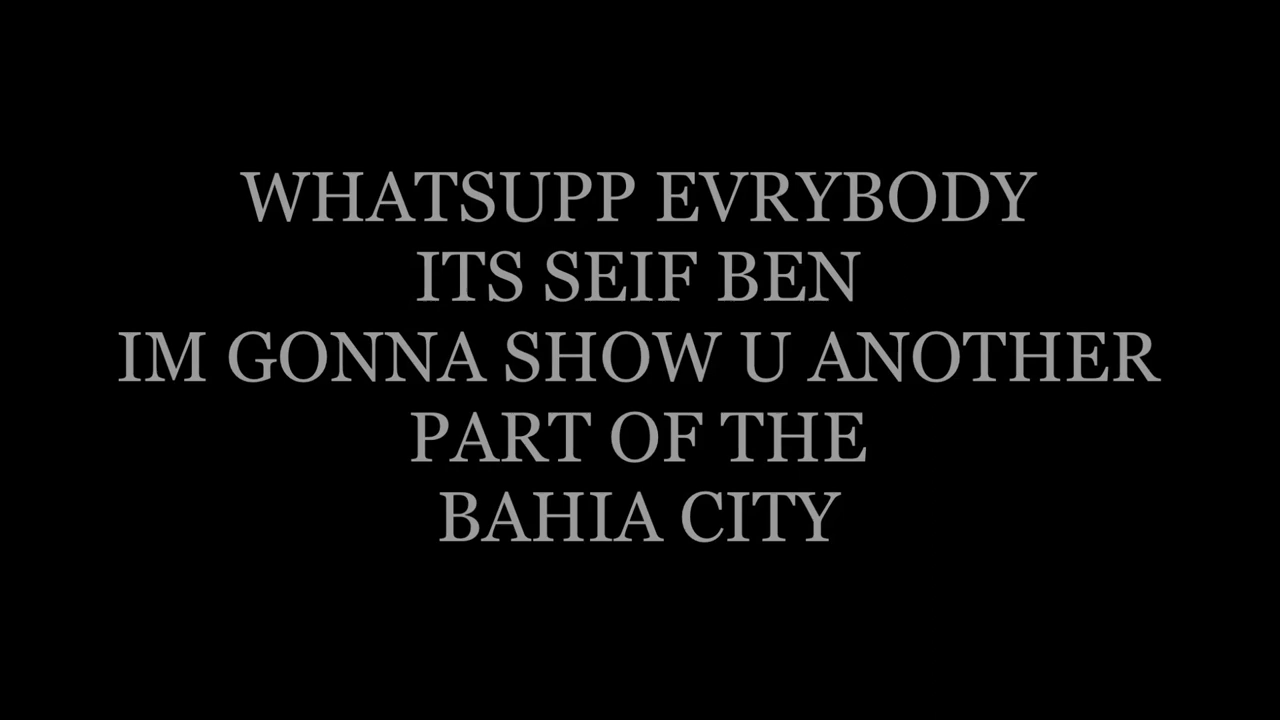 WHATSUPP EVRYBODY
ITS SEIF BEN
IM GONNA SHOW U ANOTHER
PART OF THE
BAHIA CITY